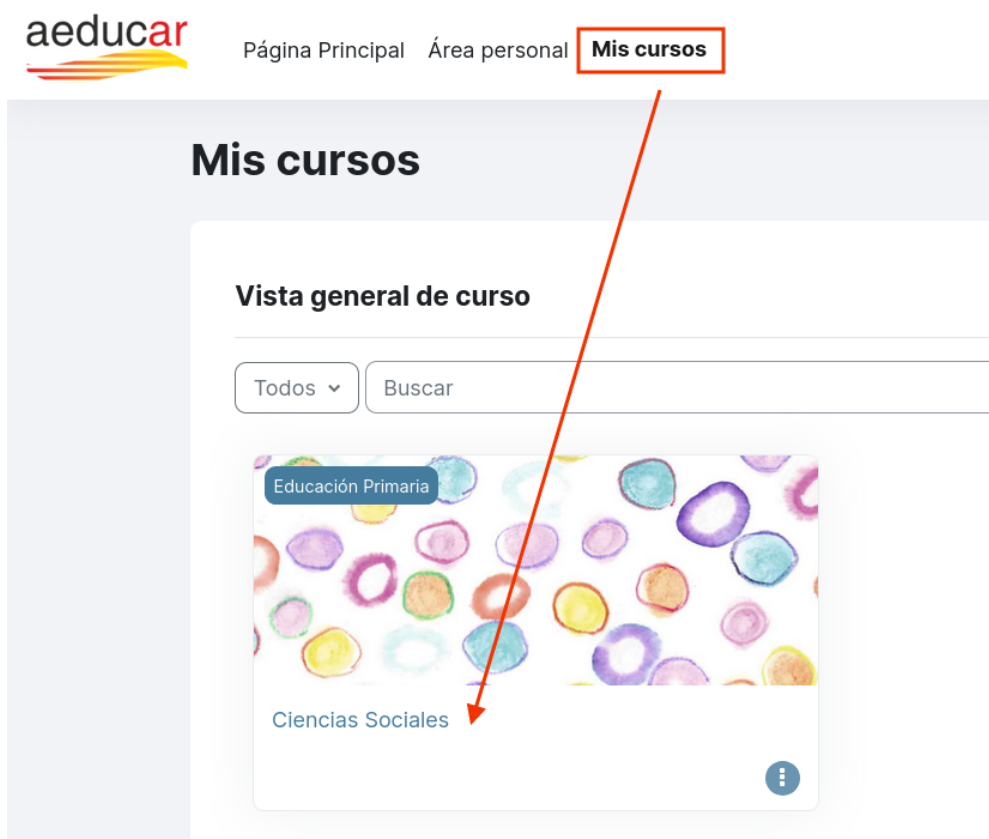 aeducar
Página Principal Área personal Mis cursos
Mis cursos
Vista general de curso
Todos
Buscar
Educación Primaria
Ciencias Sociales